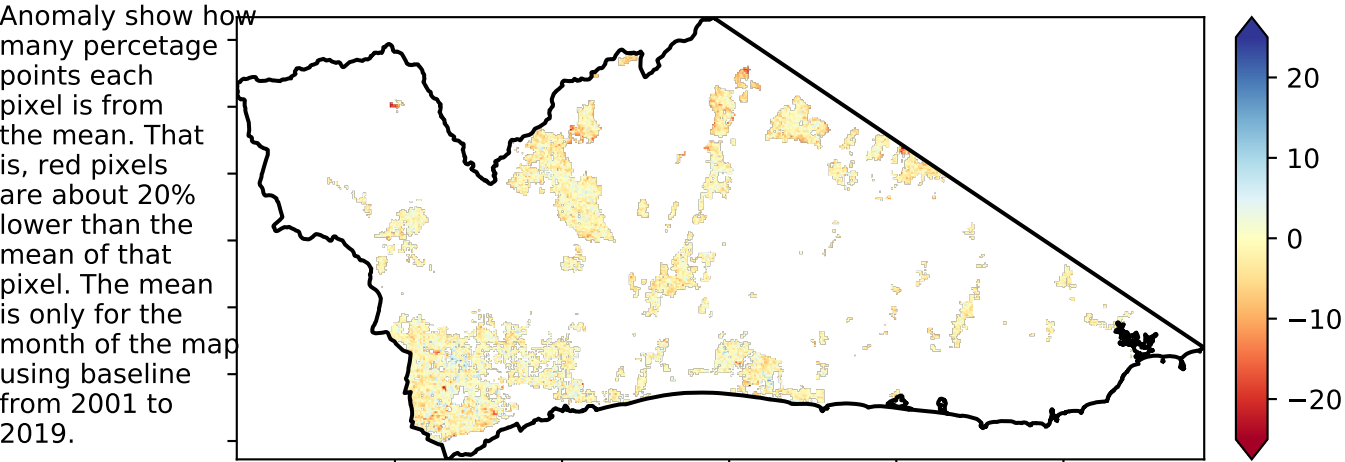 Anomaly show how
many percetage
points each
pixel is from
the mean. That
is, red pixels
are about 20%
lower than the
mean of that
pixel. The mean
is only for the
month of the map
using baseline
from 2001 to
2019.
20
10
0
−10
−20